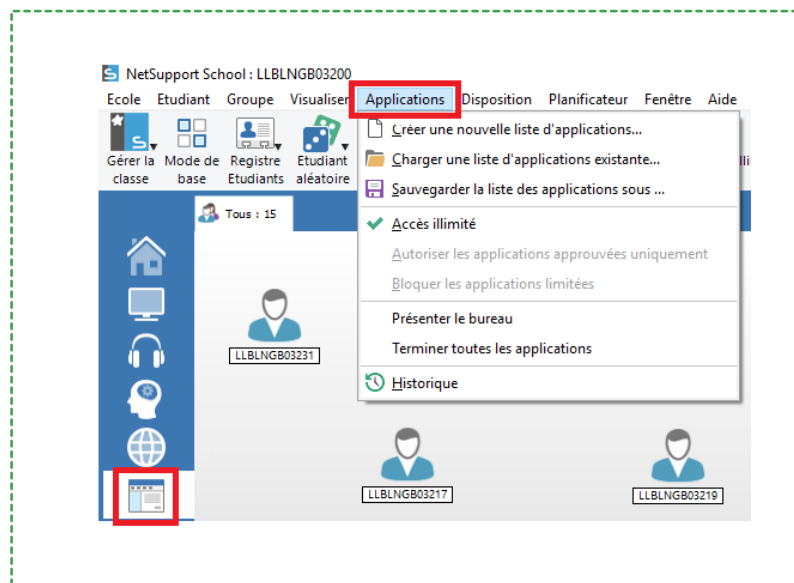 NetSupport School : LLBLNGB03200
Ecole Etudiant Groupe Visualiser Applications Disposition Planificateur Fenêtre Aide
Gérer la classe
Mode de base
Registre Etudiants
Etudiant aléatoire
Tous : 15
Créer une nouvelle liste d'applications...
Charger une liste d'applications existante...
Sauvegarder la liste des applications sous ...
Accès illimité
Autoriser les applications approuvées uniquement
Bloquer les applications limitées
Présenter le bureau
Terminer toutes les applications
Historique
LLBLNGB03231
LLBLNGB03217
LLBLNGB03219